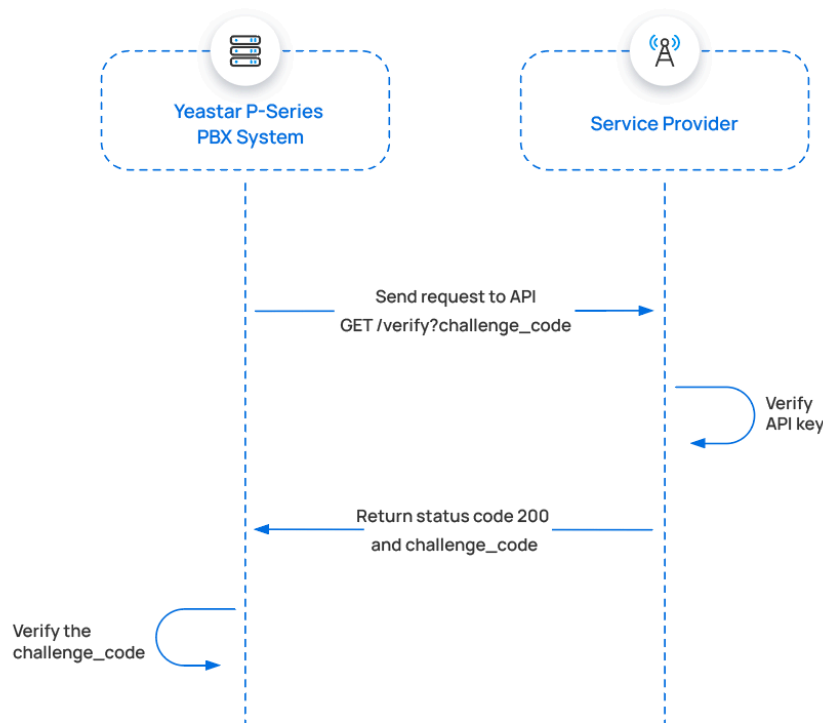 Yeastar P-Series
PBX System
Service Provider
Send request to API
GET /verify?challenge_code
Verify
API key
Return status code 200
and challenge_code
Verify the
challenge_code